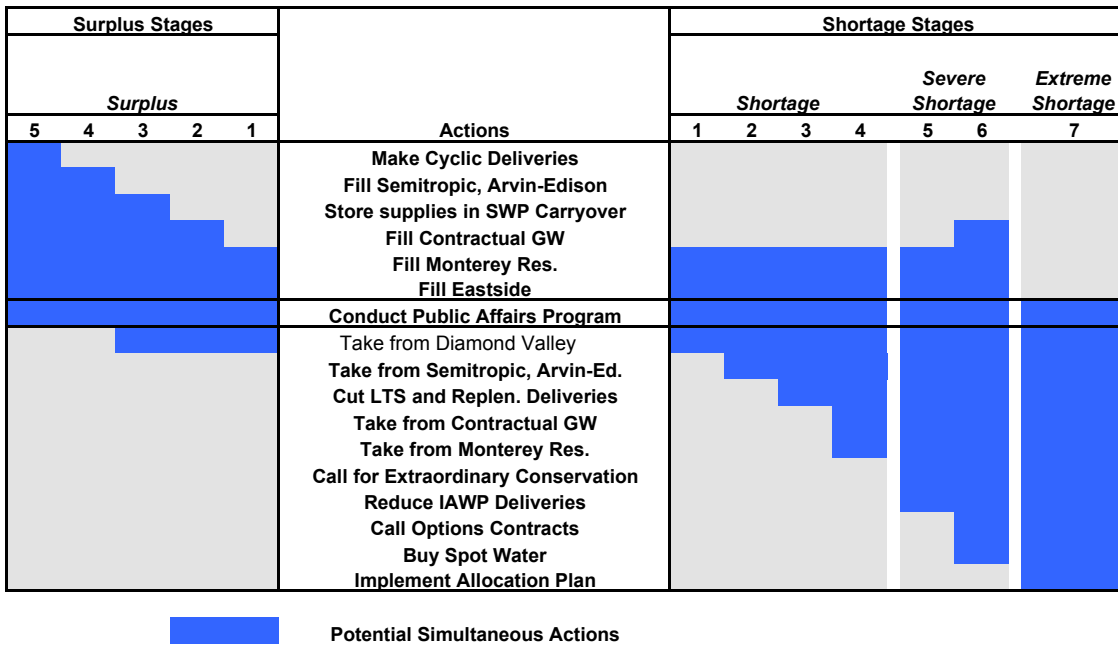 Surplus Stages
Shortage Stages
Surplus
Shortage
Severe Shortage
Extreme Shortage
5 4 3 2 1
Actions
1 2 3 4 5 6 7
Make Cyclic Deliveries
Fill Semitropic, Arvin-Edison
Store supplies in SWP Carryover
Fill Contractual GW
Fill Monterey Res.
Fill Eastside
Conduct Public Affairs Program
Take from Diamond Valley
Take from Semitropic, Arvin-Ed.
Cut LTS and Replen. Deliveries
Take from Contractual GW
Take from Monterey Res.
Call for Extraordinary Conservation
Reduce IAWP Deliveries
Call Options Contracts
Buy Spot Water
Implement Allocation Plan
Potential Simultaneous Actions